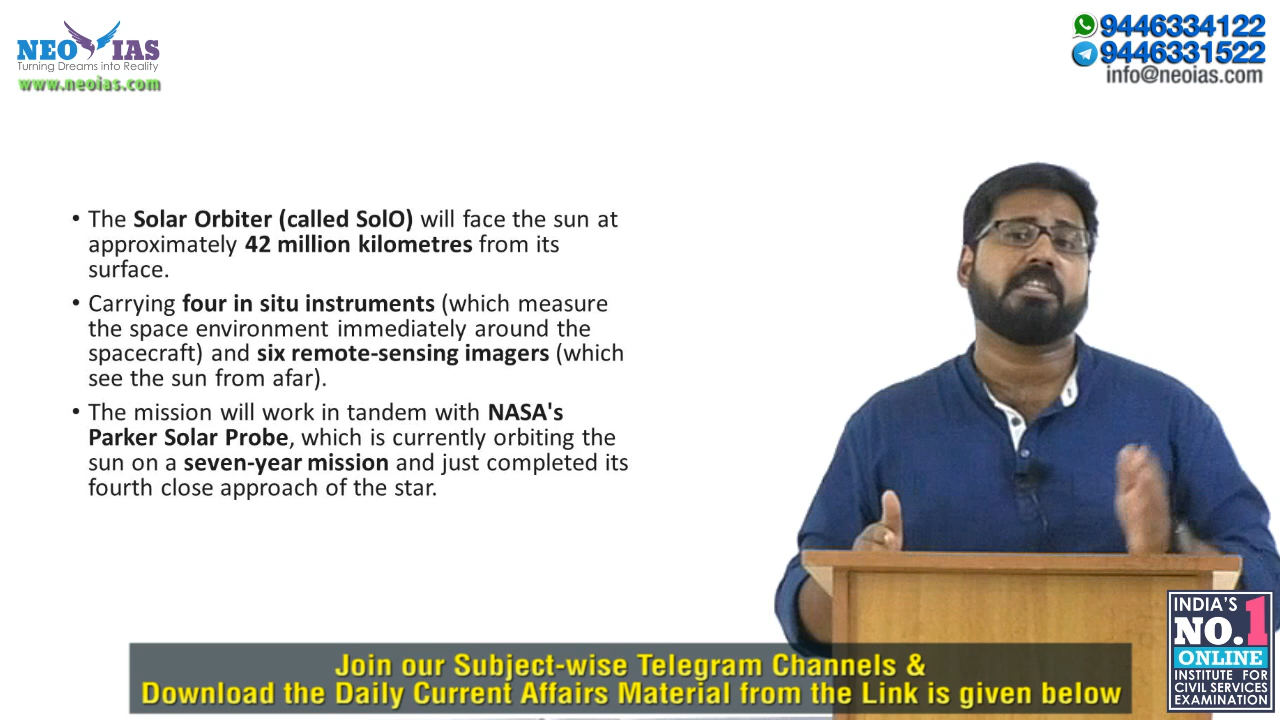 NEO IAS
Turning Dreams into Reality
www.neoias.com
9446334122
9446331522
info@neoias.com
• The Solar Orbiter (called SolO) will face the sun at
approximately 42 million kilometres from its
surface.
• Carrying four in situ instruments (which measure
the space environment immediately around the
spacecraft) and six remote-sensing imagers (which
see the sun from afar).
• The mission will work in tandem with NASA's
Parker Solar Probe, which is currently orbiting the
sun on a seven-year mission and just completed its
fourth close approach of the star.
INDIA'S
NO.1
ONLINE
INSTITUTE FOR
CIVIL SERVICES
EXAMINATION
Join our Subject-wise Telegram Channels &
Download the Daily Current Affairs Material from the Link is given below